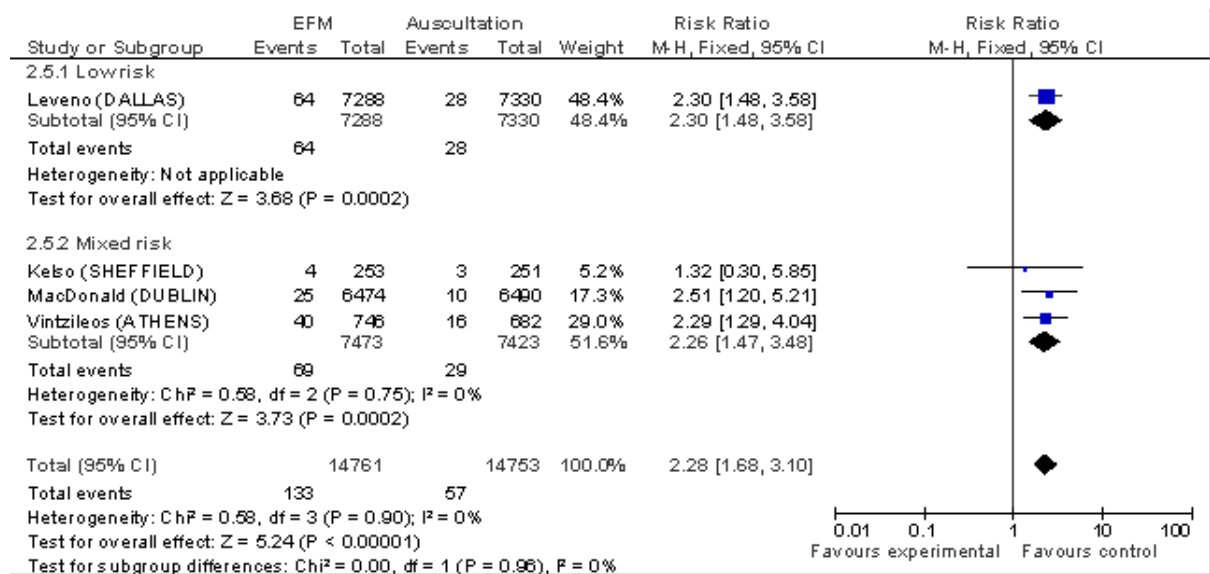 EFM Auscultation Risk Ratio Risk Ratio
Study or Subgroup Events Total Events Total Weight M-H, Fixed, 95% CI M-H, Fixed, 95% CI
2.5.1 Low risk
Leveno (DALLAS) 64 7288 28 7330 48.4% 2.30 [1.48, 3.58]
Subtotal (95% CI) 7288 7330 48.4% 2.30 [1.48, 3.58]
Total events 64 28
Heterogeneity: Not applicable
Test for overall effect: Z = 3.68 (P = 0.0002)
2.5.2 Mixed risk
Kelso (SHEFFIELD) 4 253 3 251 5.2% 1.32 [0.30, 5.85]
MacDonald (DUBLIN) 25 6474 10 6490 17.3% 2.51 [1.20, 5.21]
Vintzileos (ATHENS) 40 746 16 682 29.0% 2.29 [1.29, 4.04]
Subtotal (95% CI) 7473 7423 51.6% 2.26 [1.47, 3.48]
Total events 69 29
Heterogeneity: Chi² = 0.58, df = 2 (P = 0.75); I² = 0%
Test for overall effect: Z = 3.73 (P = 0.0002)
Total (95% CI) 14761 14753 100.0% 2.28 [1.68, 3.10]
Total events 133 57
Heterogeneity: Chi² = 0.58, df = 3 (P = 0.90); I² = 0%
Test for overall effect: Z = 5.24 (P < 0.00001)
Test for subgroup differences: Chi² = 0.00, df = 1 (P = 0.96), I² = 0%
0.01 0.1 1 10 100
Favours experimental Favours control